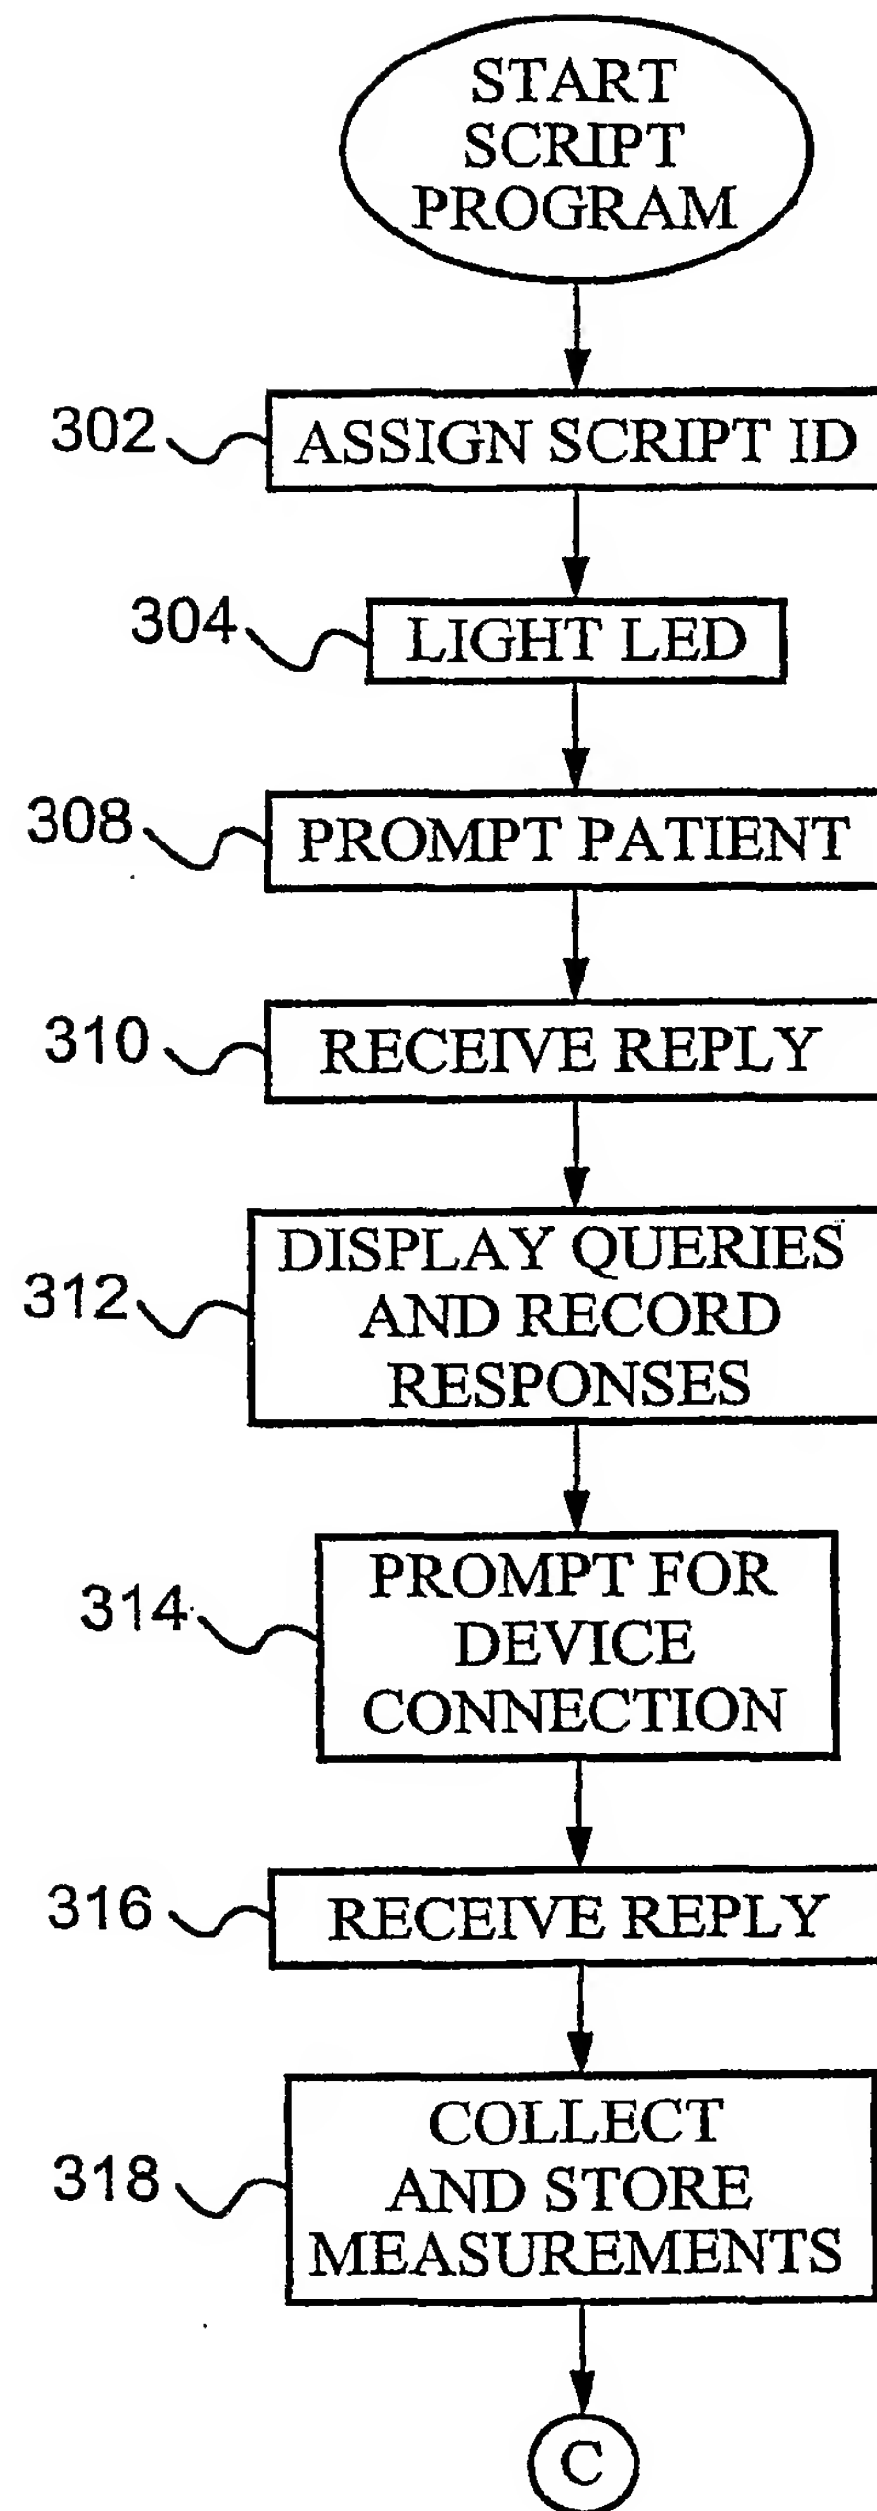 START
SCRIPT
PROGRAM
302
ASSIGN SCRIPT ID
304
LIGHT LED
308
PROMPT PATIENT
310
RECEIVE REPLY
312
DISPLAY QUERIES
AND RECORD
RESPONSES
314
PROMPT FOR
DEVICE
CONNECTION
316
RECEIVE REPLY
318
COLLECT
AND STORE
MEASUREMENTS
C